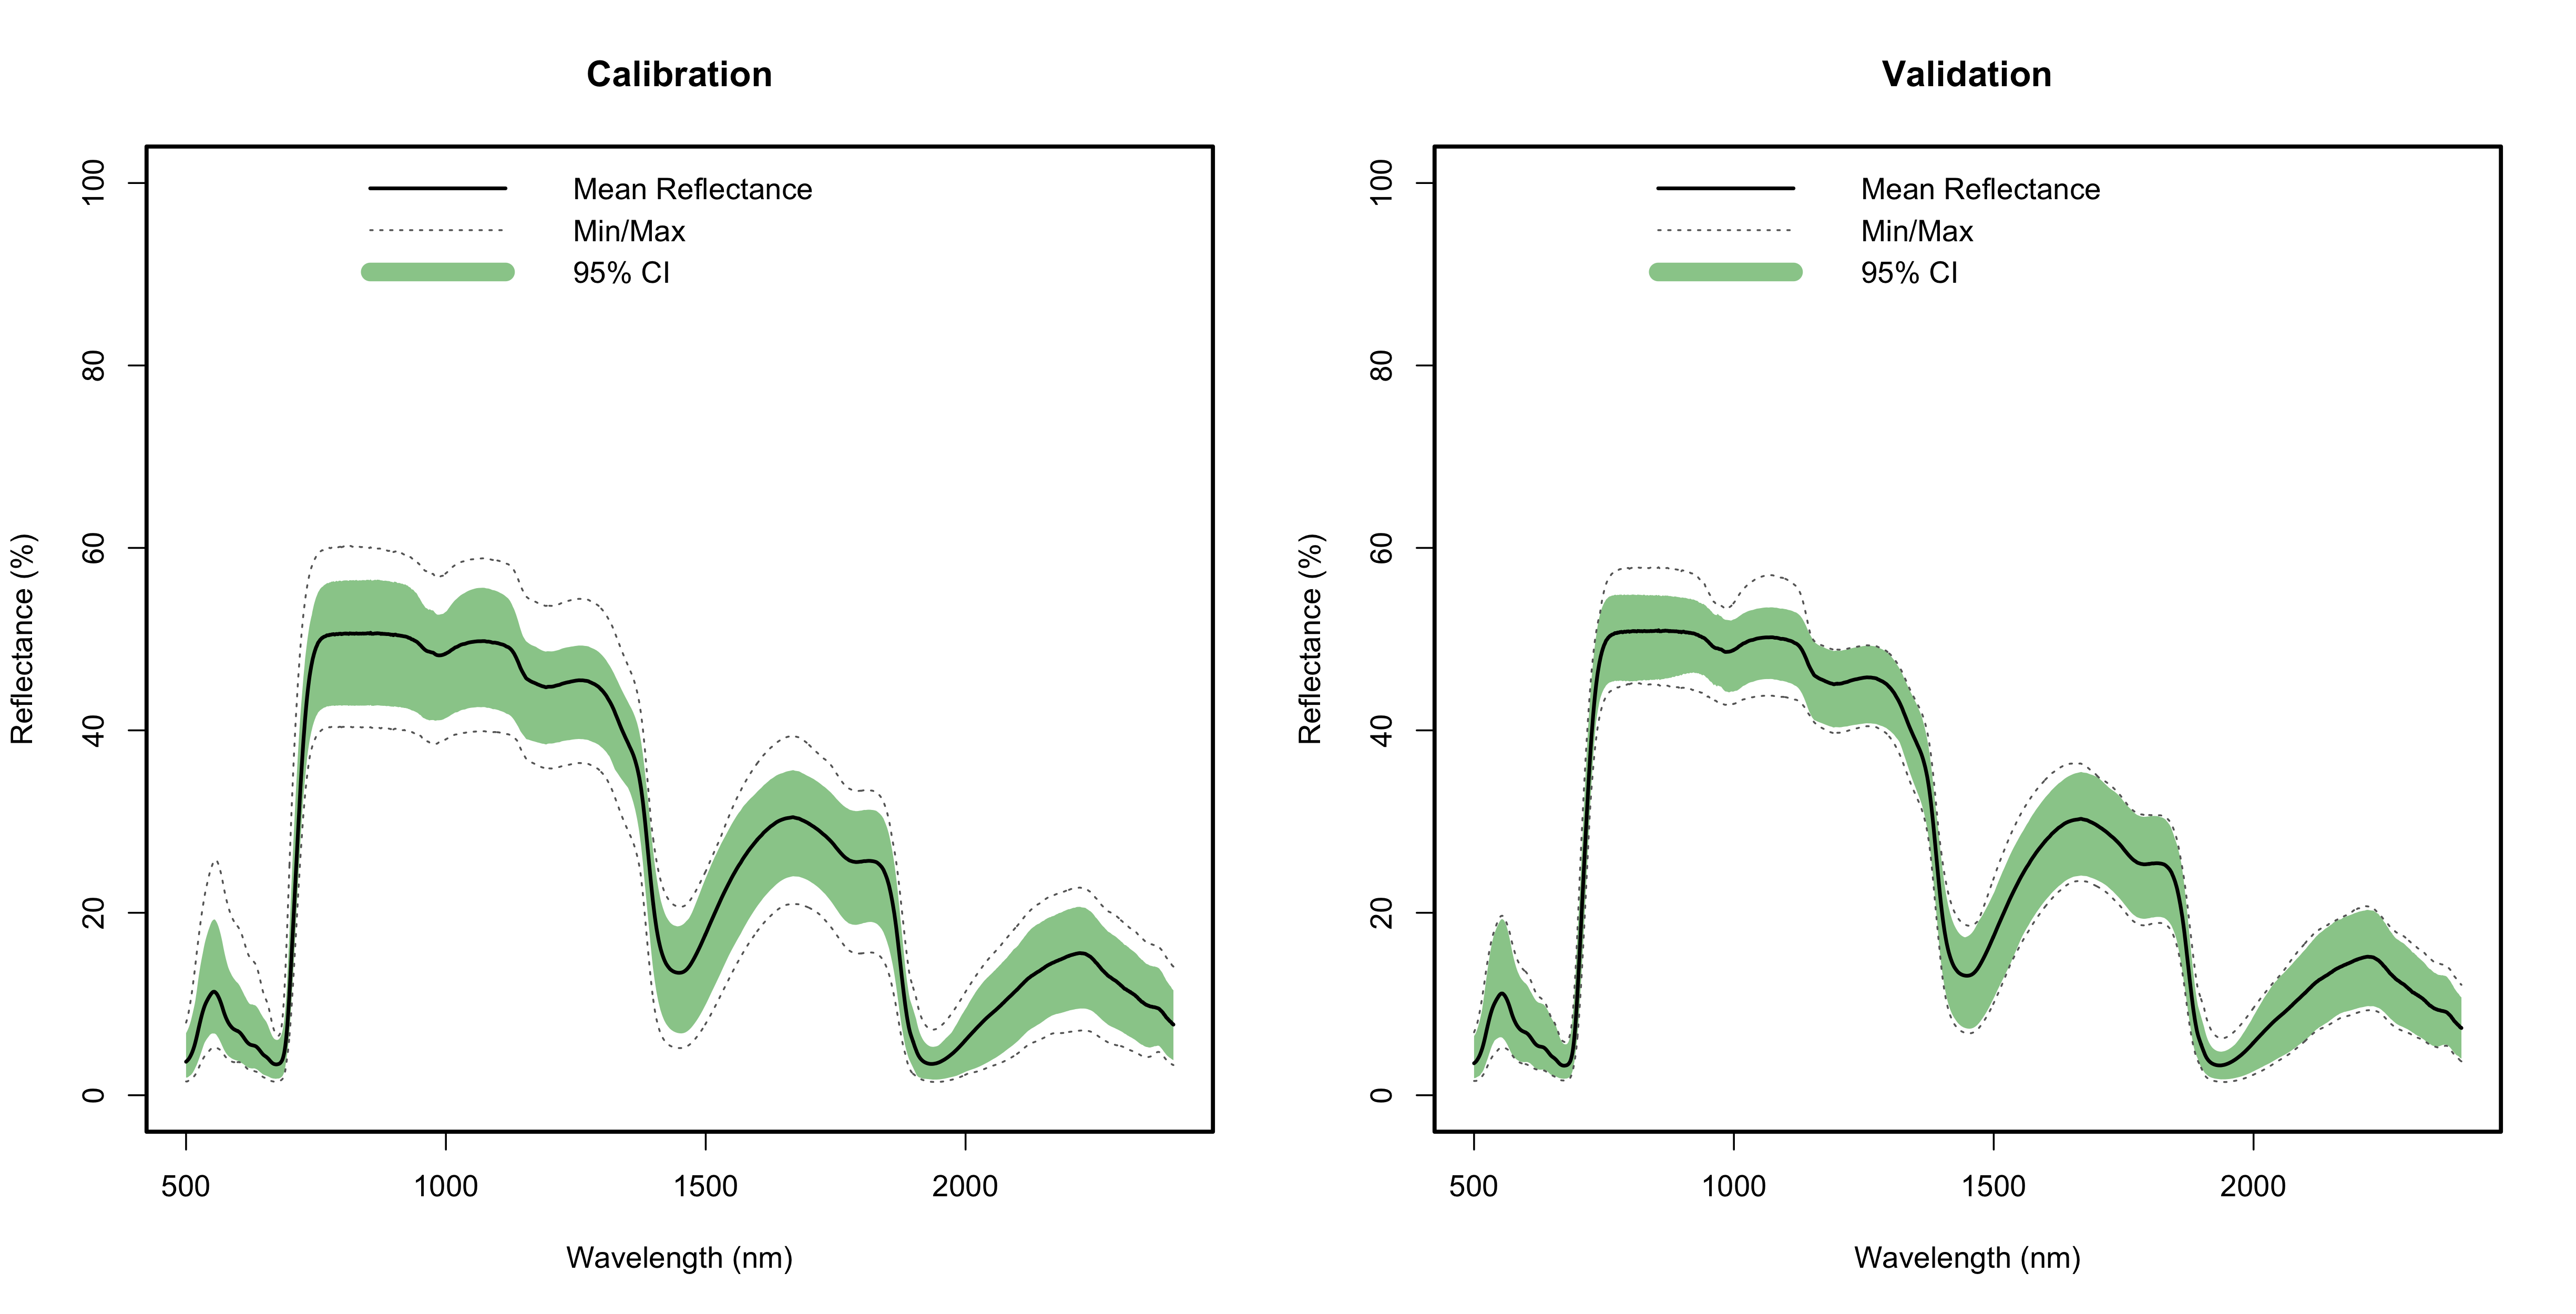 Calibration
Mean Reflectance
Min/Max
95% CI
Reflectance (%)
100
80
60
40
20
0
500 1000 1500 2000
Wavelength (nm)
Validation
Mean Reflectance
Min/Max
95% CI
Reflectance (%)
100
80
60
40
20
0
500 1000 1500 2000
Wavelength (nm)